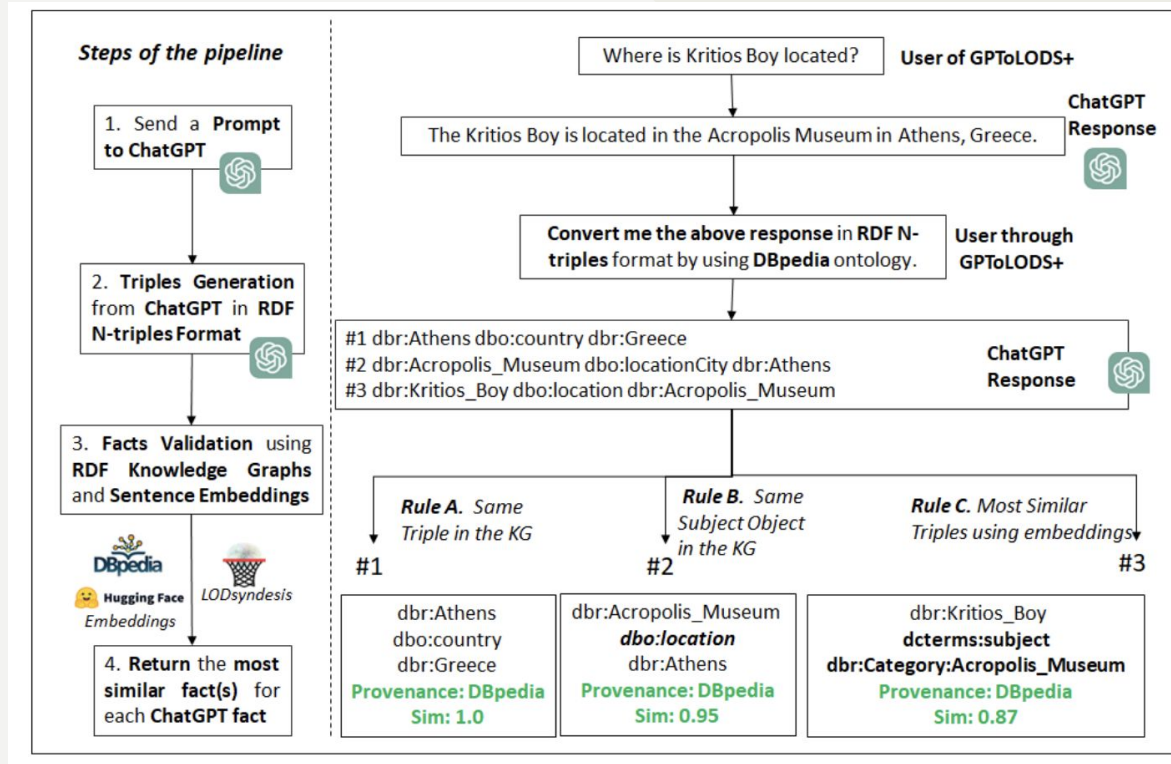 Steps of the pipeline
1. Send a Prompt
to ChatGPT
2. Triples Generation
from ChatGPT in RDF
N-triples Format
3. Facts Validation using
RDF Knowledge Graphs
and Sentence Embeddings
DBpedia
Hugging Face
Embeddings
LODsyndesis
4. Return the most
similar fact(s) for
each ChatGPT fact
Where is Kritios Boy located?
User of GPToLODS+
The Kritios Boy is located in the Acropolis Museum in Athens, Greece.
ChatGPT
Response
Convert me the above response in RDF N-
triples format by using DBpedia ontology.
User through
GPToLODS+
#1 dbr:Athens dbo:country dbr:Greece
#2 dbr:Acropolis_Museum dbo:locationCity dbr:Athens
#3 dbr:Kritios_Boy dbo:location dbr:Acropolis_Museum
ChatGPT
Response
Rule A. Same
Triple in the KG
#1
Rule B. Same
Subject Object
in the KG
#2
Rule C. Most Similar
Triples using embeddings
#3
dbr:Athens
dbo:country
dbr:Greece
Provenance: DBpedia
Sim: 1.0
dbr:Acropolis_Museum
dbo:location
dbr:Athens
Provenance: DBpedia
Sim: 0.95
dbr:Kritios_Boy
dcterms:subject
dbr:Category:Acropolis_Museum
Provenance: DBpedia
Sim: 0.87